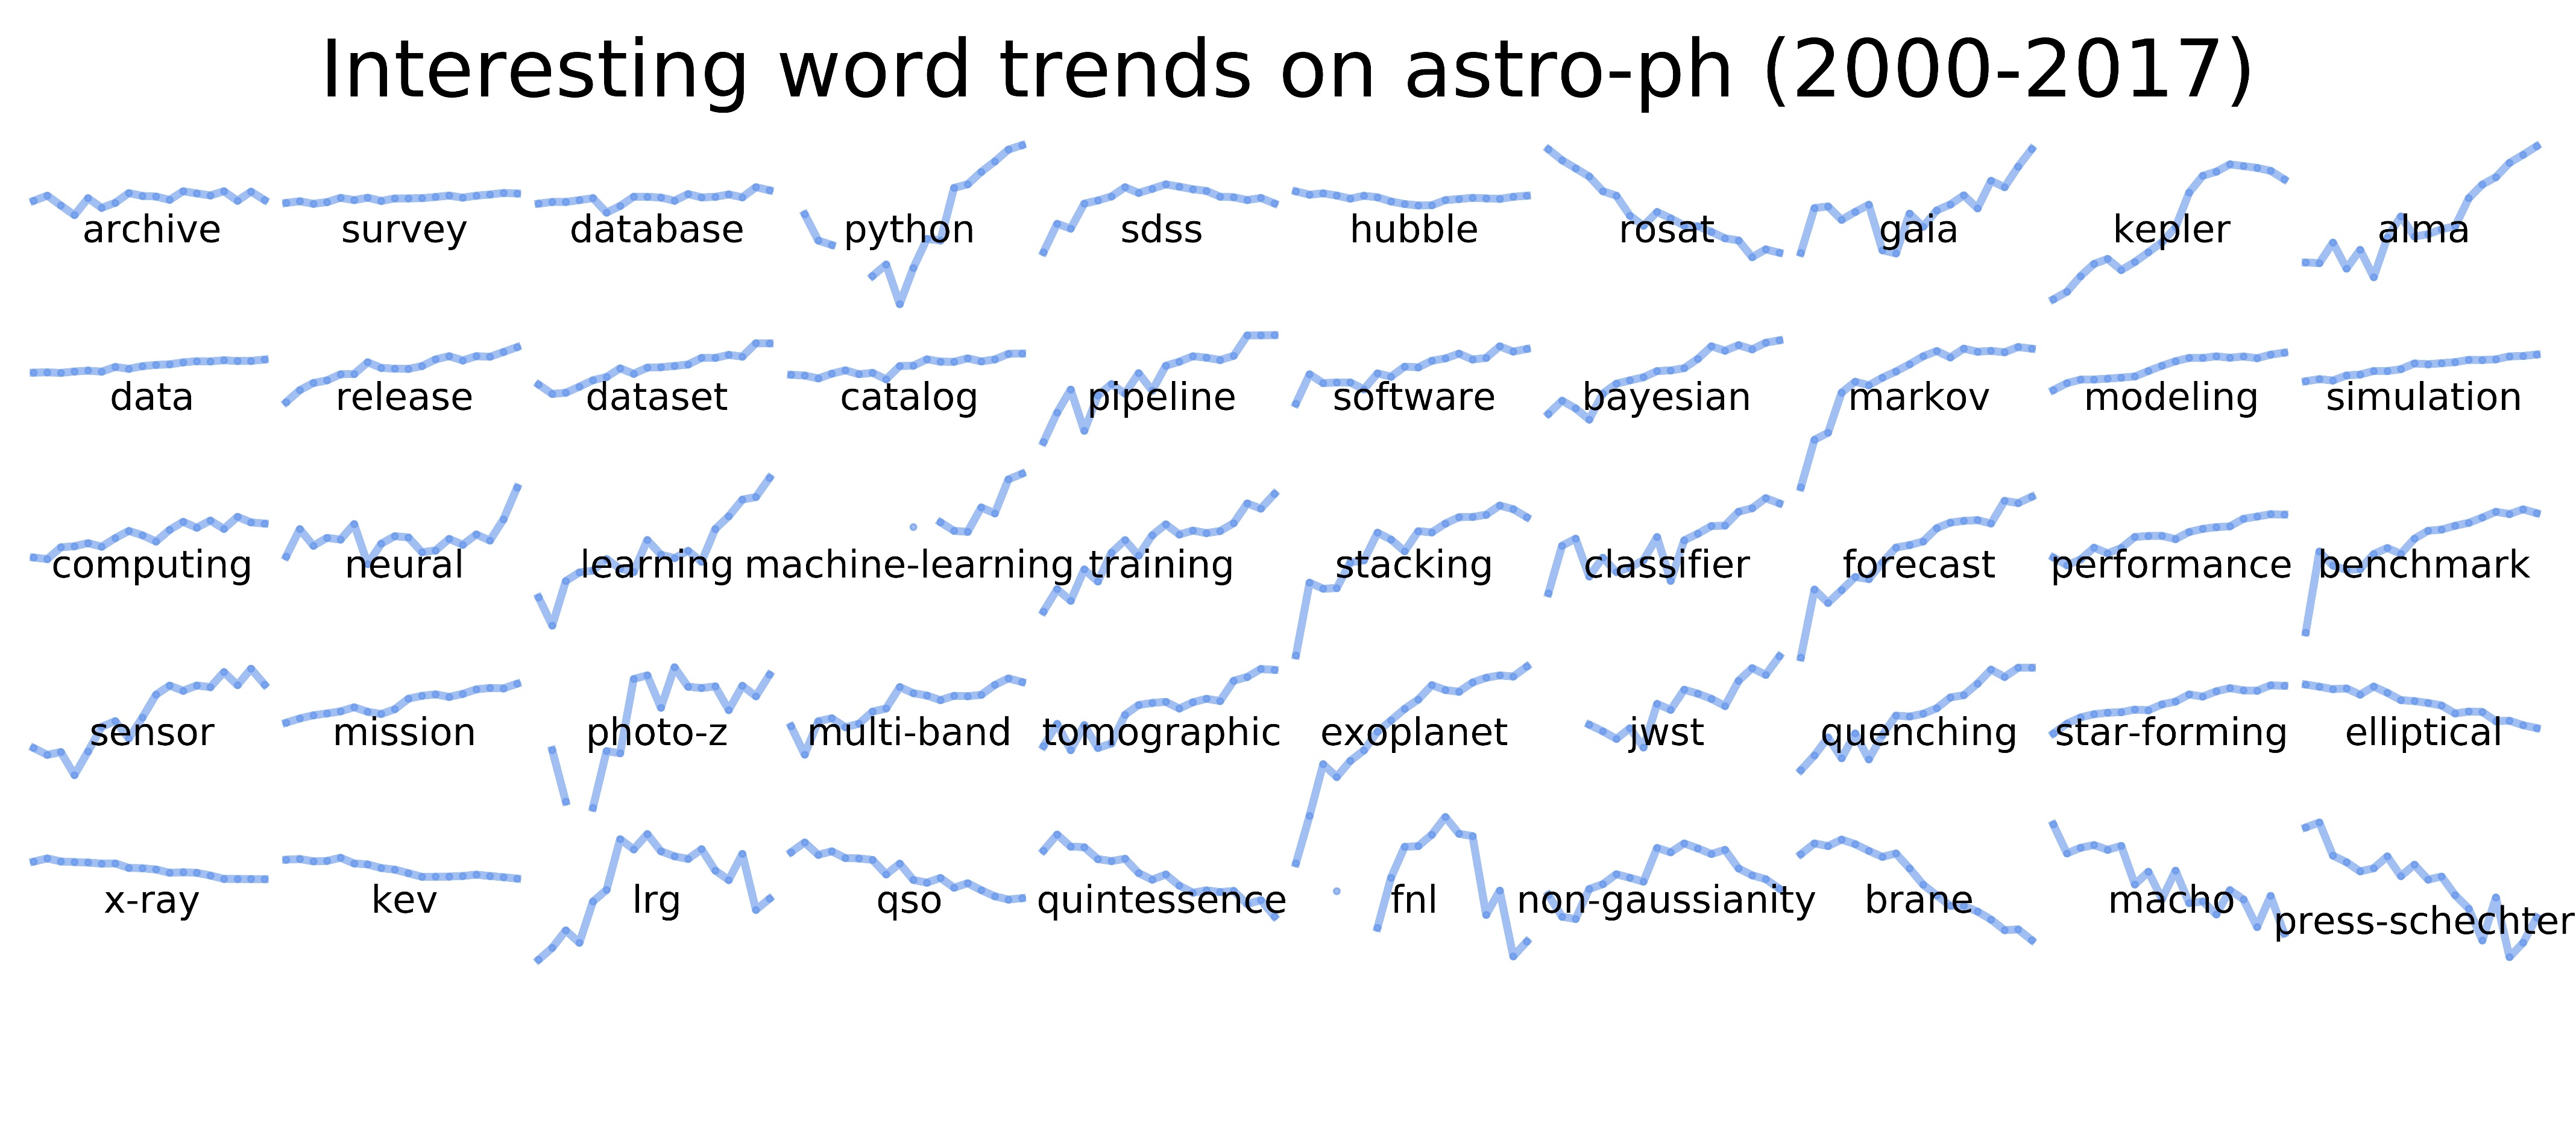 Interesting word trends on astro-ph (2000-2017)
archive survey database python sdss hubble rosat gaia kepler alma
data release dataset catalog pipeline software bayesian markov modeling simulation
computing neural learning machine-learning training stacking classifier forecast performance benchmark
sensor mission photo-z multi-band tomographic exoplanet jwst quenching star-forming elliptical
x-ray kev lrg qso quintessence fnl non-gaussianity brane macho press-schechter